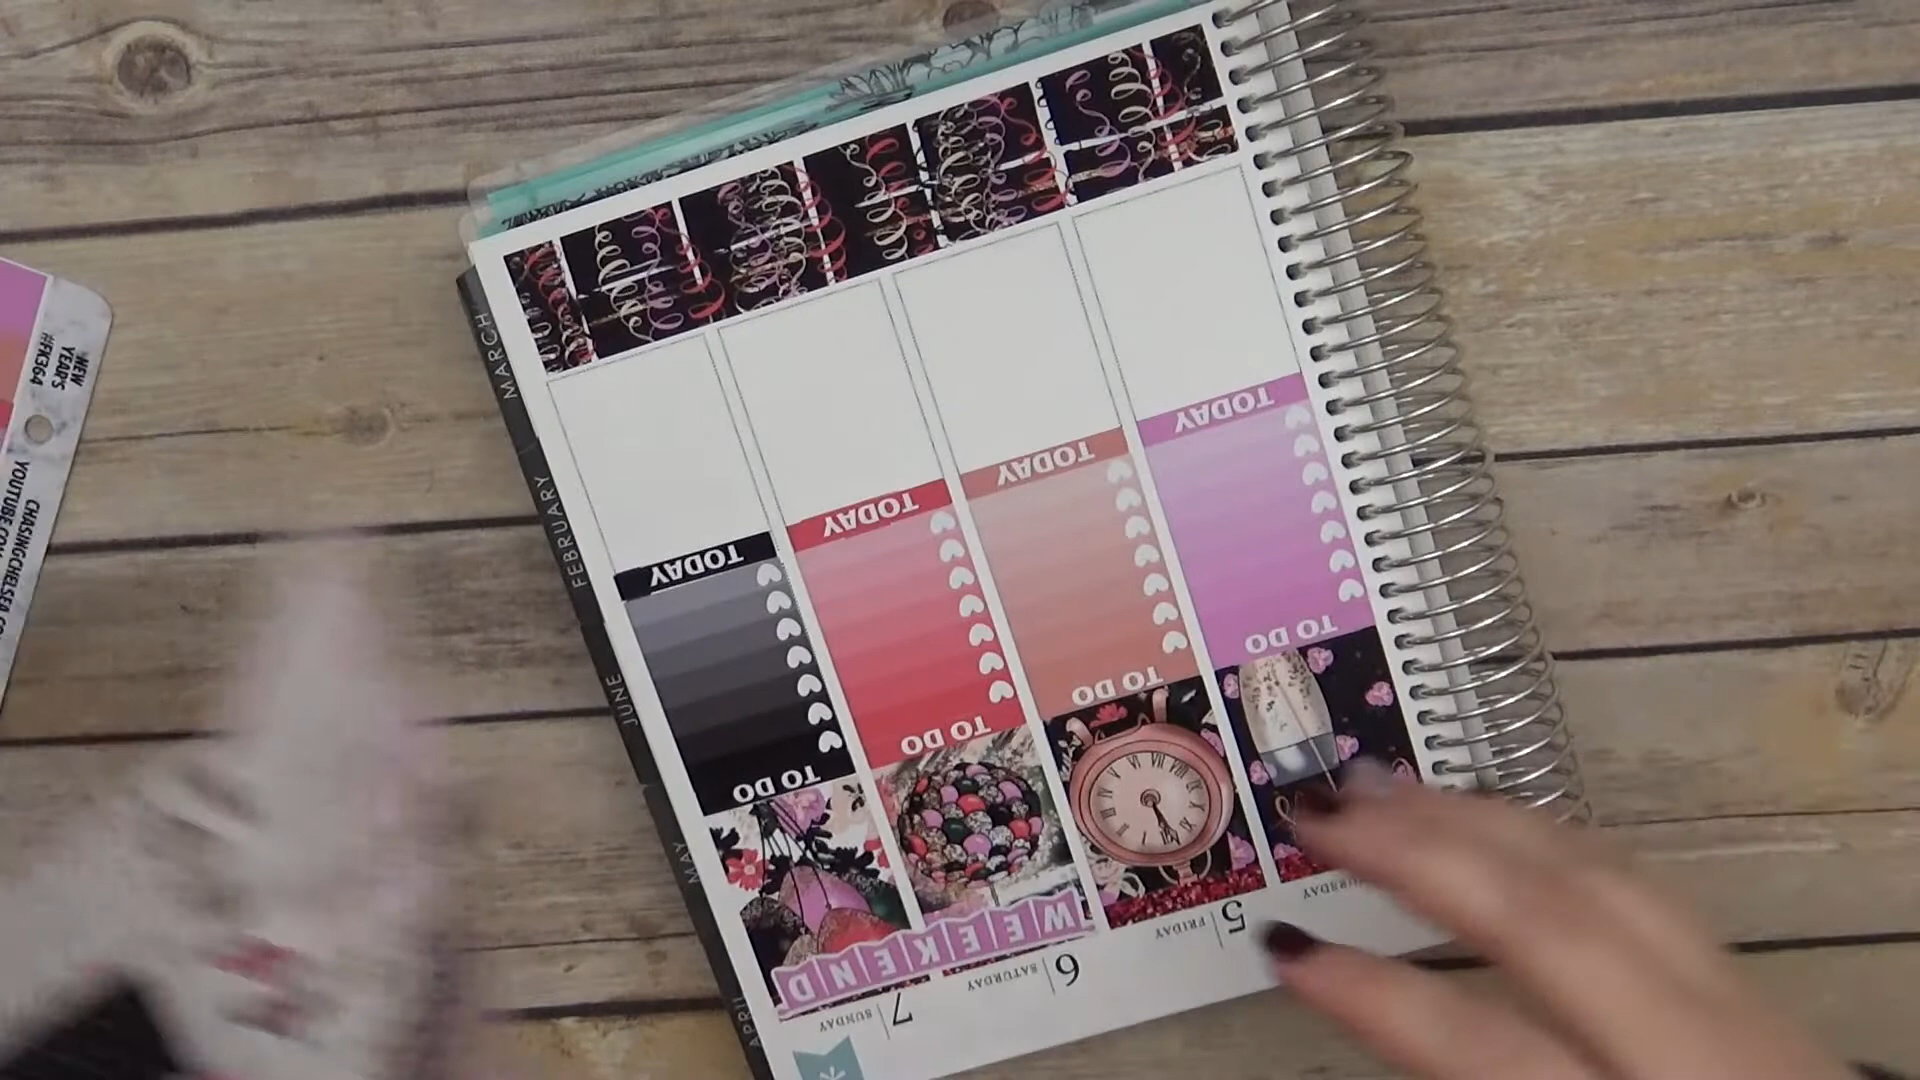 NEW
YEAR'S
#FK364
CHASINGCHELSEA.CO
YOUTUBE.CO
MARCH
FEBRUARY
JUNE
MAY
APRIL
5
FRIDAY
6
SATURDAY
7
SUNDAY
WEEKEND
TO DO
TO DO
TO DO
TO DO
TODAY
TODAY
TODAY
TODAY